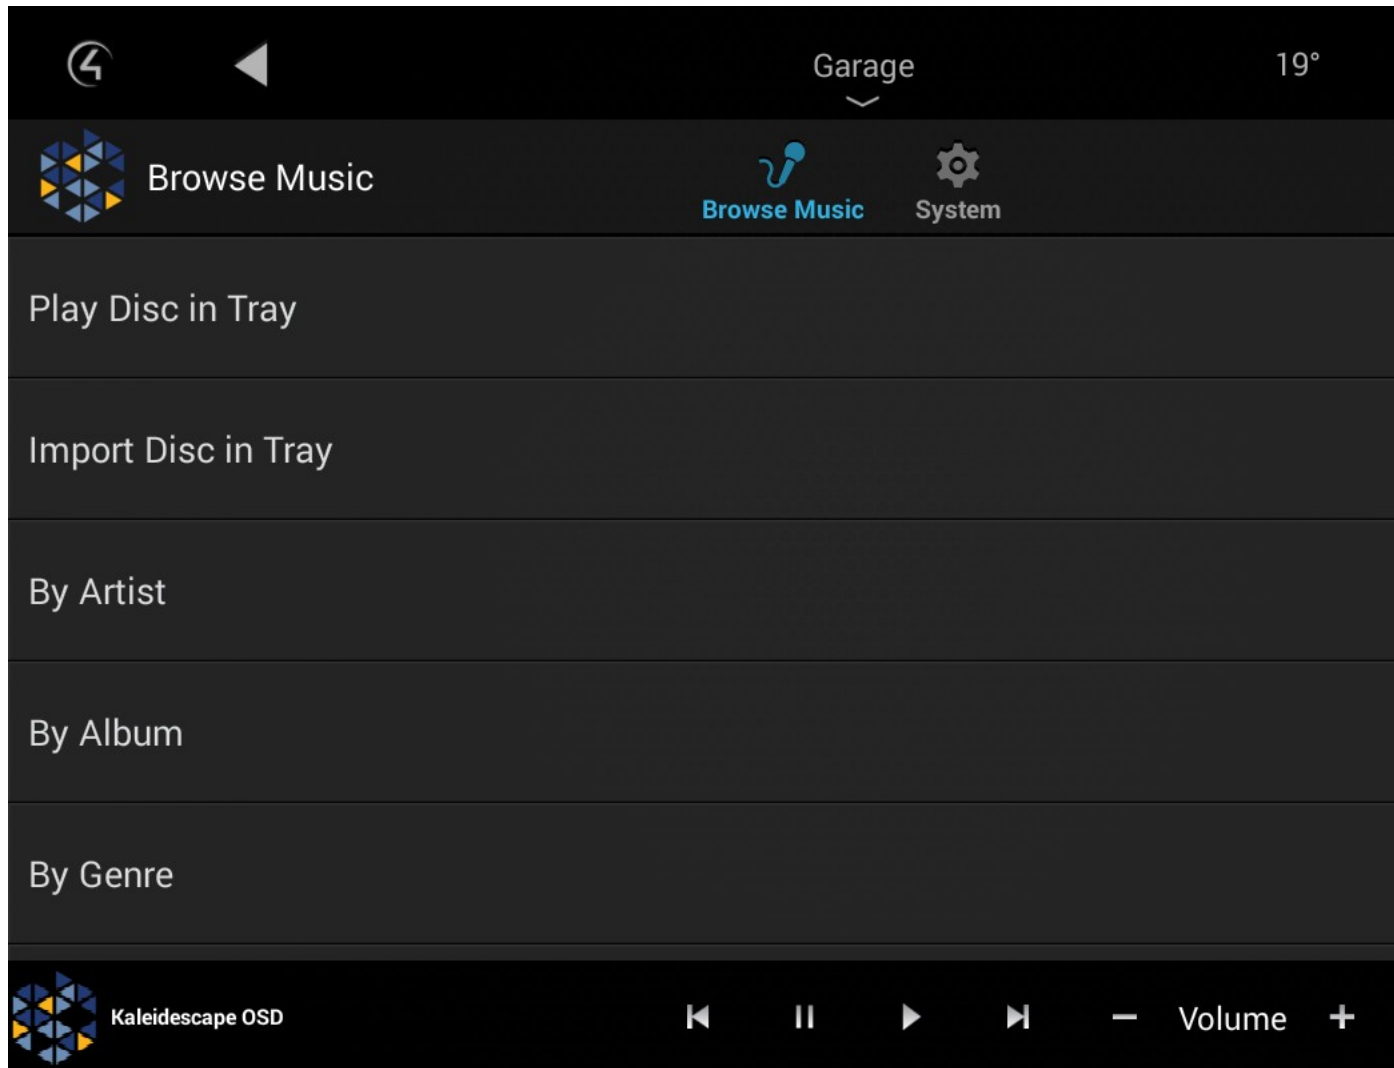 Garage
19°
Browse Music
Browse Music
System
Play Disc in Tray
Import Disc in Tray
By Artist
By Album
By Genre
Kaleidescape OSD
Volume